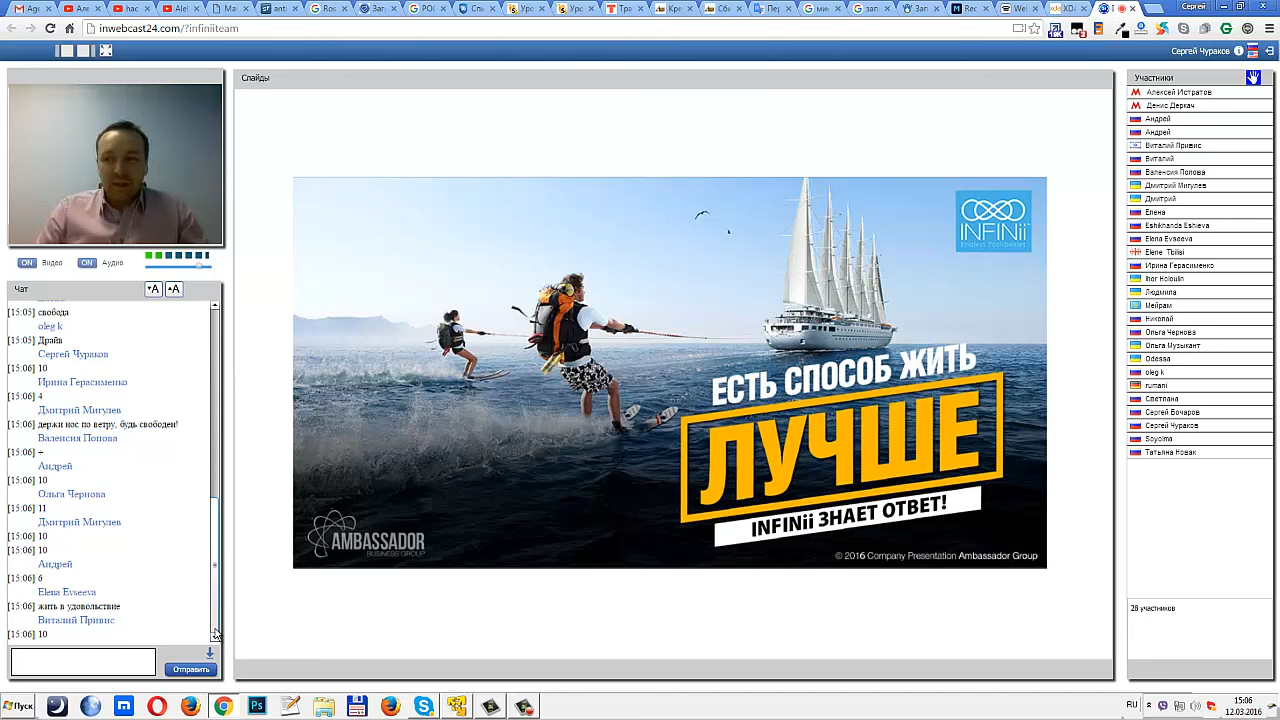 Сергей
inwebcast24.com/?infiniiteam
Сергей Чураков
Слайды
Участники
Алексей Истратов
Денис Деркач
Андрей
Андрей
Виталий Привис
Виталий
Валенсия Попова
Дмитрий Мигулев
Дмитрий
Елена
Eshikhanda Eshieva
Elena Evseeva
Elene Tbilisi
Ирина Герасименко
Ihor Holoulin
Людмила
Мейрам
Николай
Ольга Чернова
Ольга Музыкант
Odessa
oleg k
rumani
Светлана
Сергей Бочаров
Сергей Чураков
Soyolma
Татьяна Новак
28 участников
ON Видео ON Аудио
Чат
[15:05] свобода
oleg k
[15:05] Драйв
Сергей Чураков
[15:06] 10
Ирина Герасименко
[15:06] 4
Дмитрий Мигулев
[15:06] держи нос по ветру, будь свободен!
Валенсия Попова
[15:06] +
Андрей
[15:06] 10
Ольга Чернова
[15:06] 11
Дмитрий Мигулев
[15:06] 10
[15:06] 10
Андрей
[15:06] 6
Elena Evseeva
[15:06] жить в удовольствие
Виталий Привис
[15:06] 10
Отправить
INFINii
Endless Possibilities
ЕСТЬ СПОСОБ ЖИТЬ
ЛУЧШЕ
INFINii ЗНАЕТ ОТВЕТ!
AMBASSADOR
BUSINESS GROUP
© 2016 Company Presentation Ambassador Group
Пуск
RU
15:06
12.03.2016